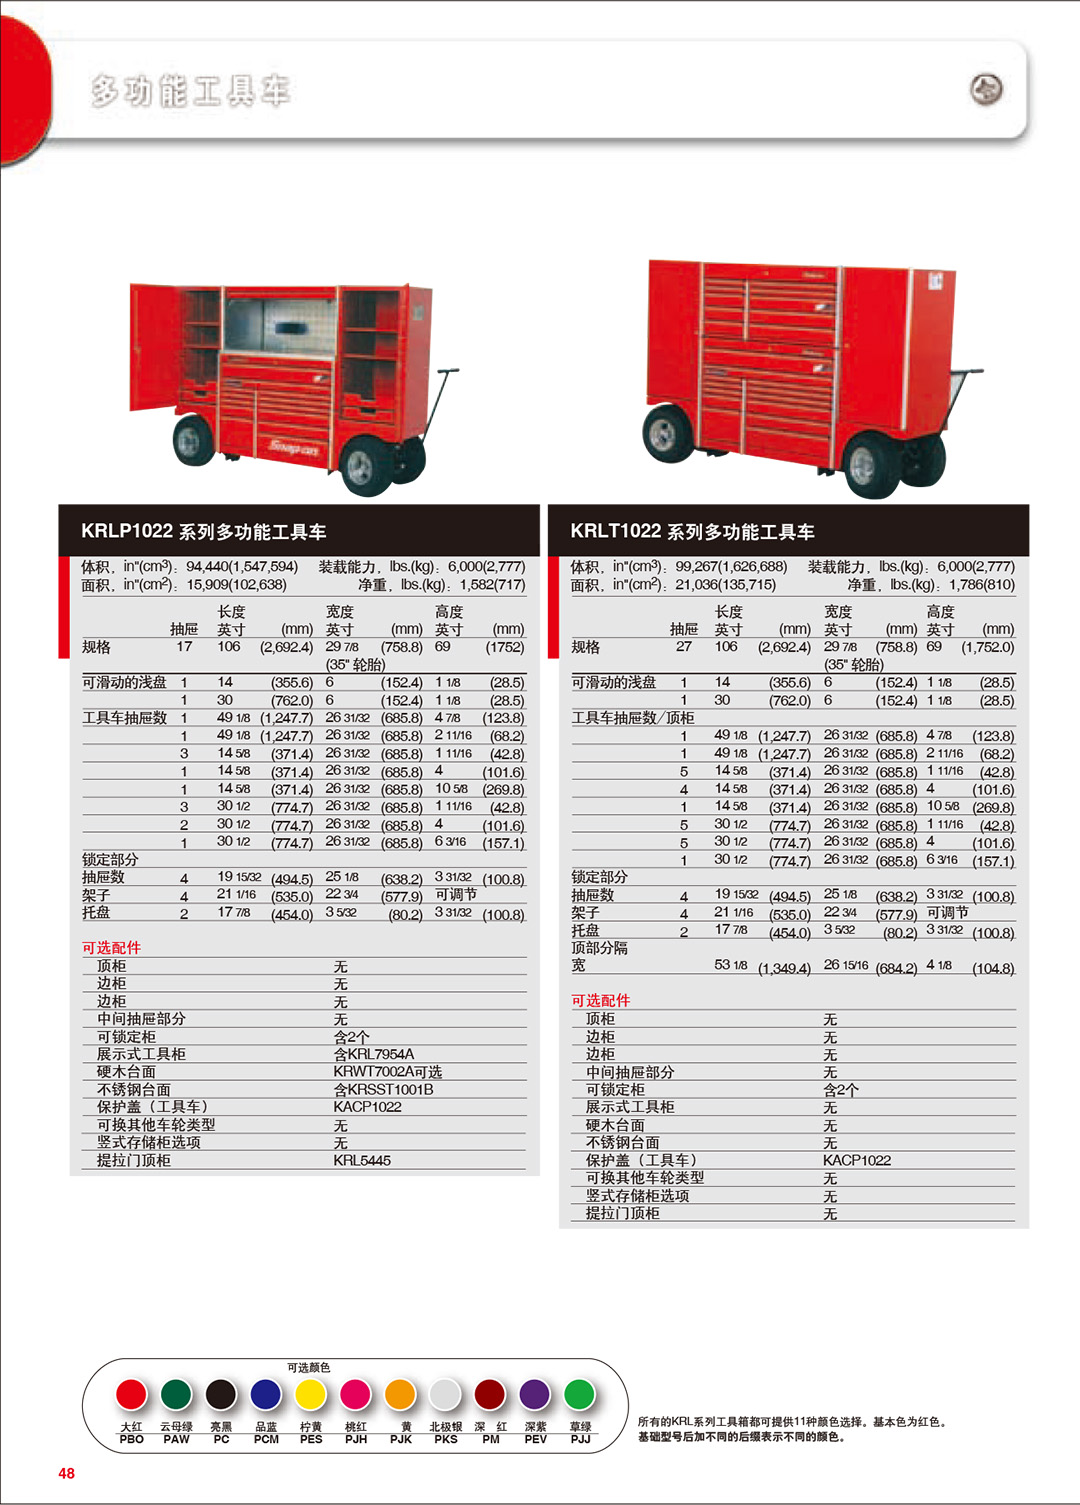 多功能工具车
Snap-on
KRLP1022 系列多功能工具车
体积，in"(cm3)：94,440(1,547,594) 装载能力，lbs.(kg)：6,000(2,777)
面积，in"(cm2)：15,909(102,638) 净重，lbs.(kg)：1,582(717)
长度 宽度 高度
抽屉 英寸 (mm) 英寸 (mm) 英寸 (mm)
规格 17 106 (2,692.4) 29 7/8 (758.8) 69 (1752)
(35" 轮胎)
可滑动的浅盘 1 14 (355.6) 6 (152.4) 1 1/8 (28.5)
1 30 (762.0) 6 (152.4) 1 1/8 (28.5)
工具车抽屉数 1 49 1/8 (1,247.7) 26 31/32 (685.8) 4 7/8 (123.8)
1 49 1/8 (1,247.7) 26 31/32 (685.8) 2 11/16 (68.2)
3 14 5/8 (371.4) 26 31/32 (685.8) 1 11/16 (42.8)
1 14 5/8 (371.4) 26 31/32 (685.8) 4 (101.6)
1 14 5/8 (371.4) 26 31/32 (685.8) 10 5/8 (269.8)
3 30 1/2 (774.7) 26 31/32 (685.8) 1 11/16 (42.8)
2 30 1/2 (774.7) 26 31/32 (685.8) 4 (101.6)
1 30 1/2 (774.7) 26 31/32 (685.8) 6 3/16 (157.1)
锁定部分
抽屉数 4 19 15/32 (494.5) 25 1/8 (638.2) 3 31/32 (100.8)
架子 4 21 1/16 (535.0) 22 3/4 (577.9) 可调节
托盘 2 17 7/8 (454.0) 3 5/32 (80.2) 3 31/32 (100.8)
可选配件
顶柜 无
边柜 无
边柜 无
中间抽屉部分 无
可锁定柜 含2个
展示式工具柜 含KRL7954A
硬木台面 KRWT7002A可选
不锈钢台面 含KRSST1001B
保护盖（工具车） KACP1022
可换其他车轮类型 无
竖式存储柜选项 无
提拉门顶柜 KRL5445
KRLT1022 系列多功能工具车
体积，in"(cm3)：99,267(1,626,688) 装载能力，lbs.(kg)：6,000(2,777)
面积，in"(cm2)：21,036(135,715) 净重，lbs.(kg)：1,786(810)
长度 宽度 高度
抽屉 英寸 (mm) 英寸 (mm) 英寸 (mm)
规格 27 106 (2,692.4) 29 7/8 (758.8) 69 (1,752.0)
(35" 轮胎)
可滑动的浅盘 1 14 (355.6) 6 (152.4) 1 1/8 (28.5)
1 30 (762.0) 6 (152.4) 1 1/8 (28.5)
工具车抽屉数/顶柜
1 49 1/8 (1,247.7) 26 31/32 (685.8) 4 7/8 (123.8)
1 49 1/8 (1,247.7) 26 31/32 (685.8) 2 11/16 (68.2)
5 14 5/8 (371.4) 26 31/32 (685.8) 1 11/16 (42.8)
4 14 5/8 (371.4) 26 31/32 (685.8) 4 (101.6)
1 14 5/8 (371.4) 26 31/32 (685.8) 10 5/8 (269.8)
5 30 1/2 (774.7) 26 31/32 (685.8) 1 11/16 (42.8)
5 30 1/2 (774.7) 26 31/32 (685.8) 4 (101.6)
1 30 1/2 (774.7) 26 31/32 (685.8) 6 3/16 (157.1)
锁定部分
抽屉数 4 19 15/32 (494.5) 25 1/8 (638.2) 3 31/32 (100.8)
架子 4 21 1/16 (535.0) 22 3/4 (577.9) 可调节
托盘 2 17 7/8 (454.0) 3 5/32 (80.2) 3 31/32 (100.8)
顶部分隔
宽 53 1/8 (1,349.4) 26 15/16 (684.2) 4 1/8 (104.8)
可选配件
顶柜 无
边柜 无
边柜 无
中间抽屉部分 无
可锁定柜 含2个
展示式工具柜 无
硬木台面 无
不锈钢台面 无
保护盖（工具车） KACP1022
可换其他车轮类型 无
竖式存储柜选项 无
提拉门顶柜 无
可选颜色
大红 云母绿 亮黑 品蓝 柠黄 桃红 黄 北极银 深 红 深紫 草绿
PBO PAW PC PCM PES PJH PJK PKS PM PEV PJJ
所有的KRL系列工具箱都可提供11种颜色选择。基本色为红色。
基础型号后加不同的后缀表示不同的颜色。
48